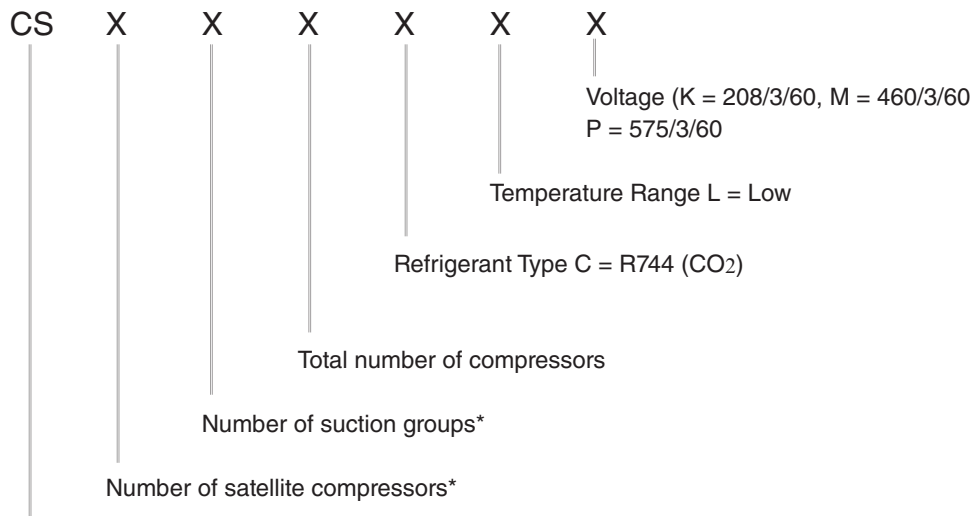 CS X X X X X X
Voltage (K = 208/3/60, M = 460/3/60
P = 575/3/60
Temperature Range L = Low
Refrigerant Type C = R744 (CO2)
Total number of compressors
Number of suction groups*
Number of satellite compressors*